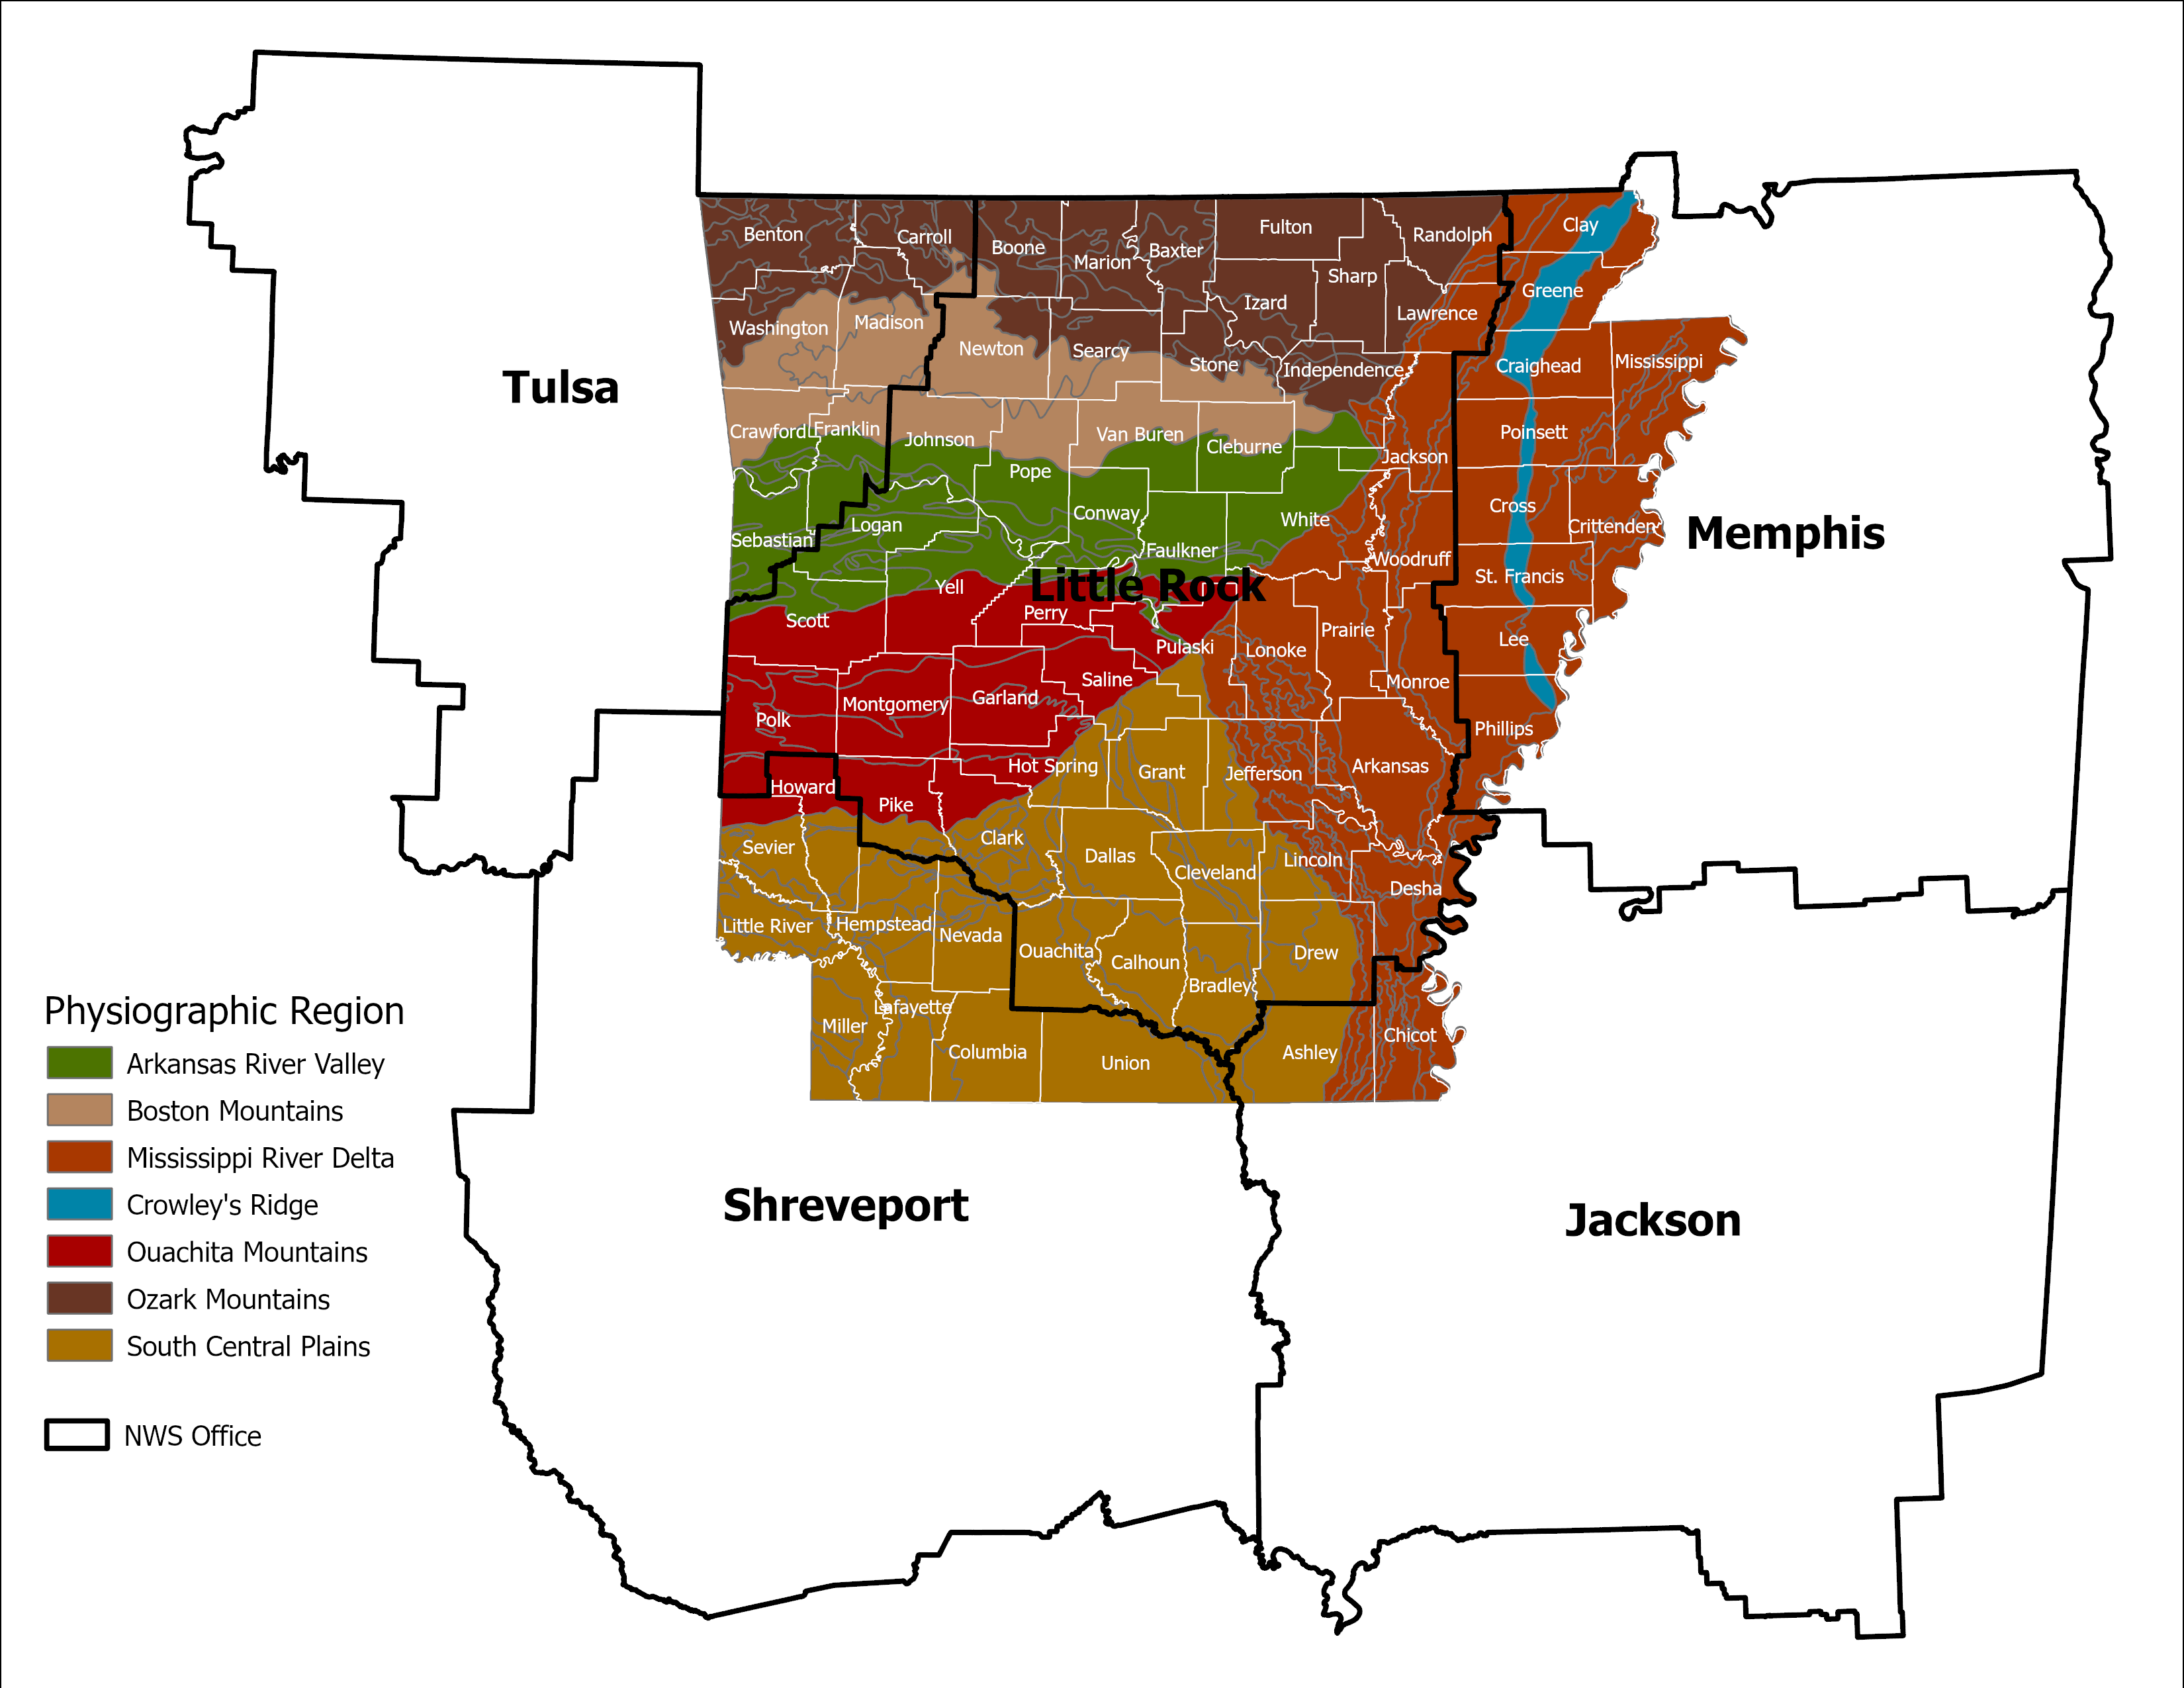 Benton
Carroll
Boone
Marion
Baxter
Fulton
Randolph
Clay
Sharp
Izard
Greene
Lawrence
Washington
Madison
Newton
Searcy
Stone
Independence
Craighead
Mississippi
Tulsa
Crawford
Franklin
Johnson
Van Buren
Cleburne
Poinsett
Jackson
Pope
Conway
White
Cross
Crittenden
Memphis
Logan
Sebastian
Faulkner
Woodruff
St. Francis
Little Rock
Yell
Scott
Perry
Pulaski
Lonoke
Prairie
Lee
Saline
Monroe
Garland
Montgomery
Polk
Phillips
Hot Spring
Grant
Jefferson
Arkansas
Howard
Pike
Clark
Sevier
Dallas
Lincoln
Cleveland
Desha
Little River
Hempstead
Nevada
Ouachita
Calhoun
Drew
Bradley
Lafayette
Miller
Columbia
Union
Ashley
Chicot
Shreveport
Jackson
Physiographic Region
Arkansas River Valley
Boston Mountains
Mississippi River Delta
Crowley's Ridge
Ouachita Mountains
Ozark Mountains
South Central Plains
NWS Office